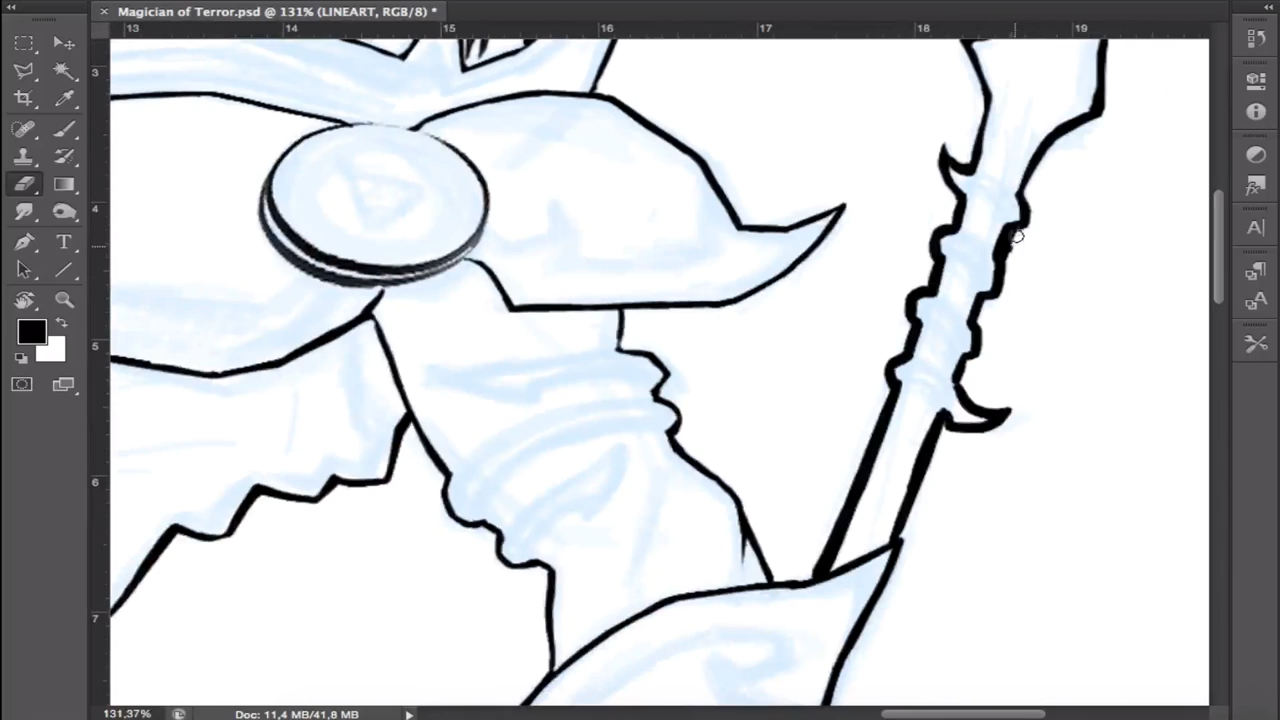 × Magician of Terror.psd @ 131% (LINEART, RGB/8) *
13 14 15 16 17 18 19
3
4
5
6
7
131,37% Doc: 11,4 MB/41,8 MB